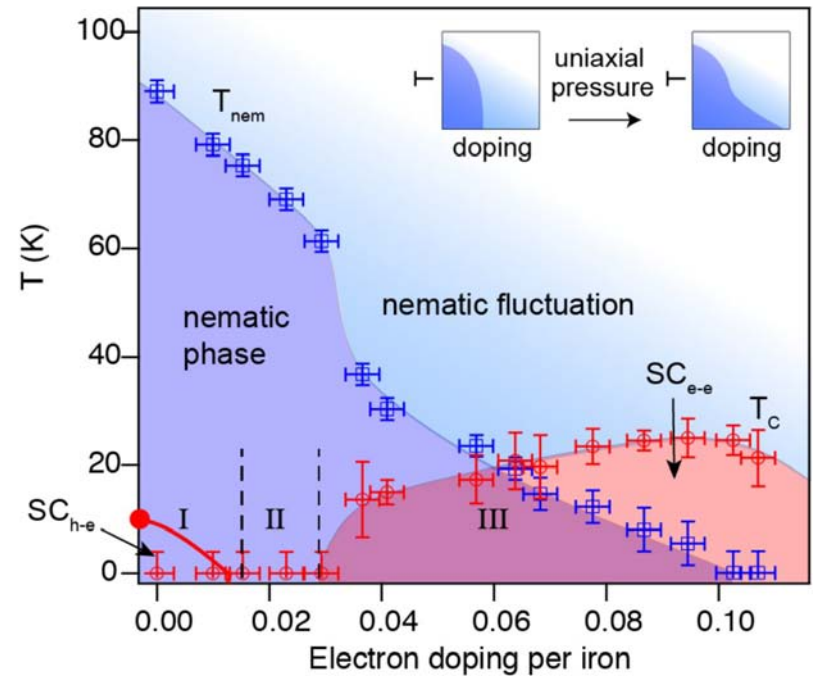 100
80
60
40
20
0
T (K)
T_nem
nematic
phase
nematic fluctuation
uniaxial
pressure
T
doping
T
doping
SC_e-e
T_C
SC_h-e
I
II
III
0.00
0.02
0.04
0.06
0.08
0.10
Electron doping per iron